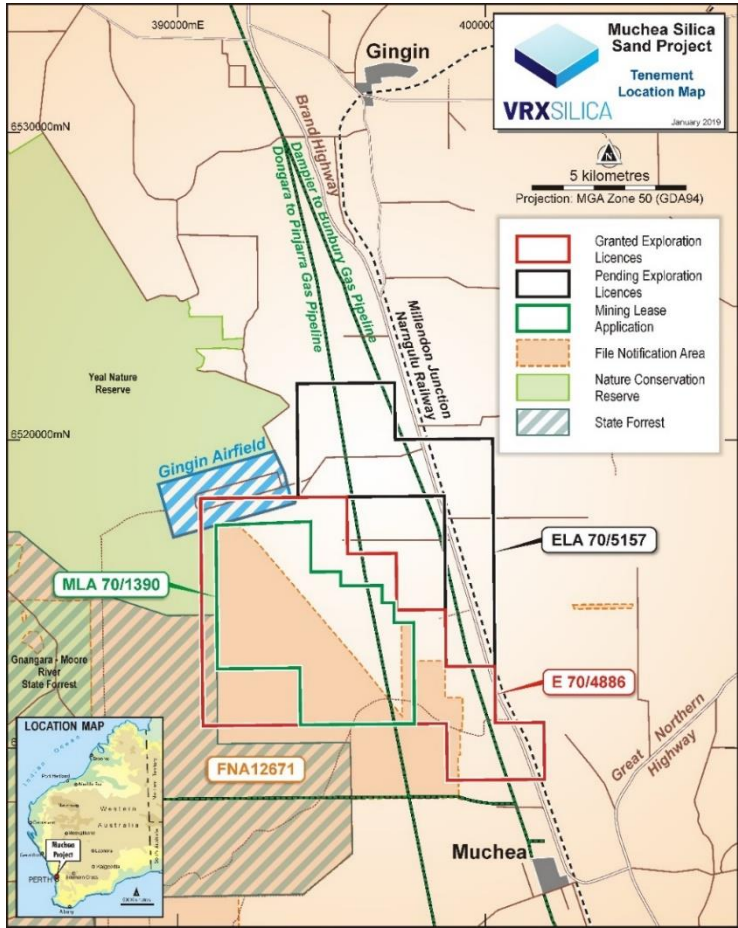 390000mE
400000
Gingin
VRXSILICA
Muchea Silica
Sand Project
Tenement
Location Map
January 2019
6530000mN
Brand Highway
Dampier to Bunbury Gas Pipeline
Dongara to Pinjarra Gas Pipeline
N
5 kilometres
Projection: MGA Zone 50 (GDA94)
Granted Exploration
Licences
Pending Exploration
Licences
Mining Lease
Application
File Notification Area
Nature Conservation
Reserve
State Forrest
Millendon Junction
Narngulu Railway
Yeal Nature
Reserve
6520000mN
Gingin Airfield
ELA 70/5157
MLA 70/1390
Gnangara - Moore
River
State Forrest
E 70/4886
Great Northern
Highway
LOCATION MAP
Indian Ocean
Western
Australia
Muchea
Project
PERTH
Albany
FNA12671
Muchea